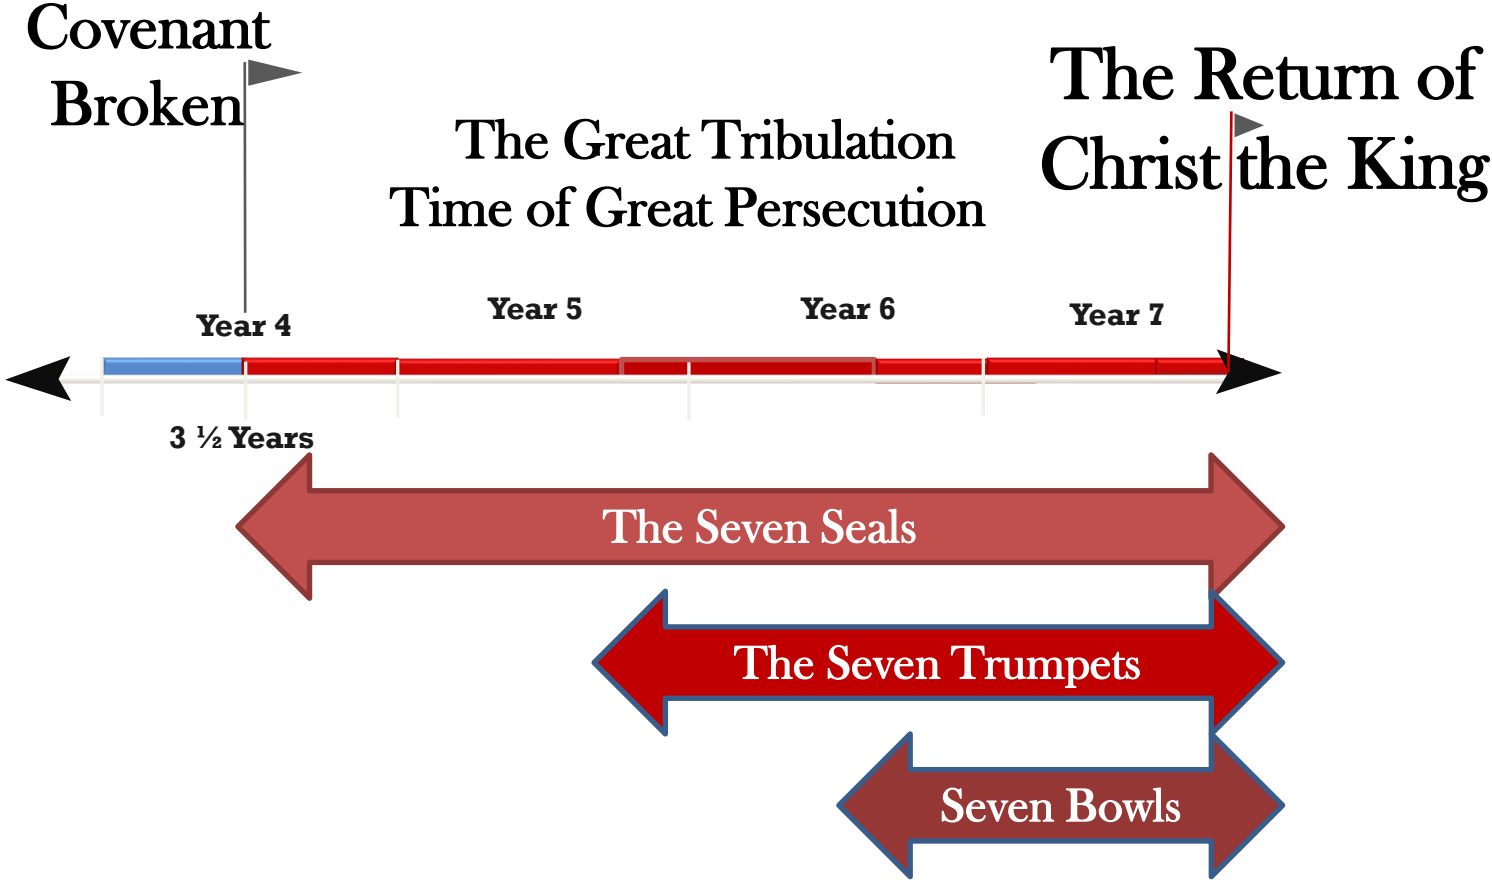 Covenant
Broken
The Return of
Christ the King
The Great Tribulation
Time of Great Persecution
Year 4
Year 5
Year 6
Year 7
3 ½ Years
The Seven Seals
The Seven Trumpets
Seven Bowls